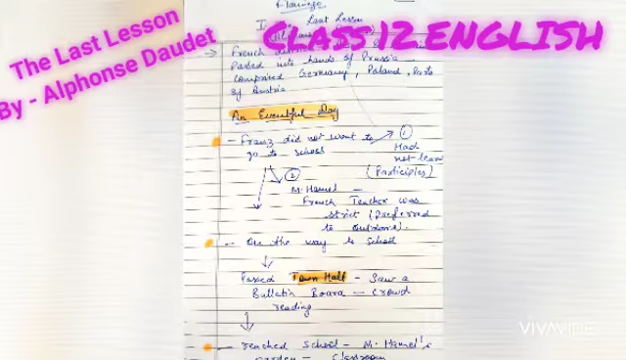 Flamingo
Last Lesson
CLASS 12 ENGLISH
The Last Lesson
By - Alphonse Daudet
French
Passed into hands of Prussia -
comprised Germany, Poland, Parts
of Austria
An Eventful Day
- Franz did not want to → ①
go to school
Had
not learn
(Participles)
②
M. Hamel -
French Teacher was
strict (preferred
to
- On the way to school
Passed Town Hall - Saw a
Bulletin Board - Crowd
reading
- reached School - M. Hamel's
garden - classroom
VIVAVIDEO